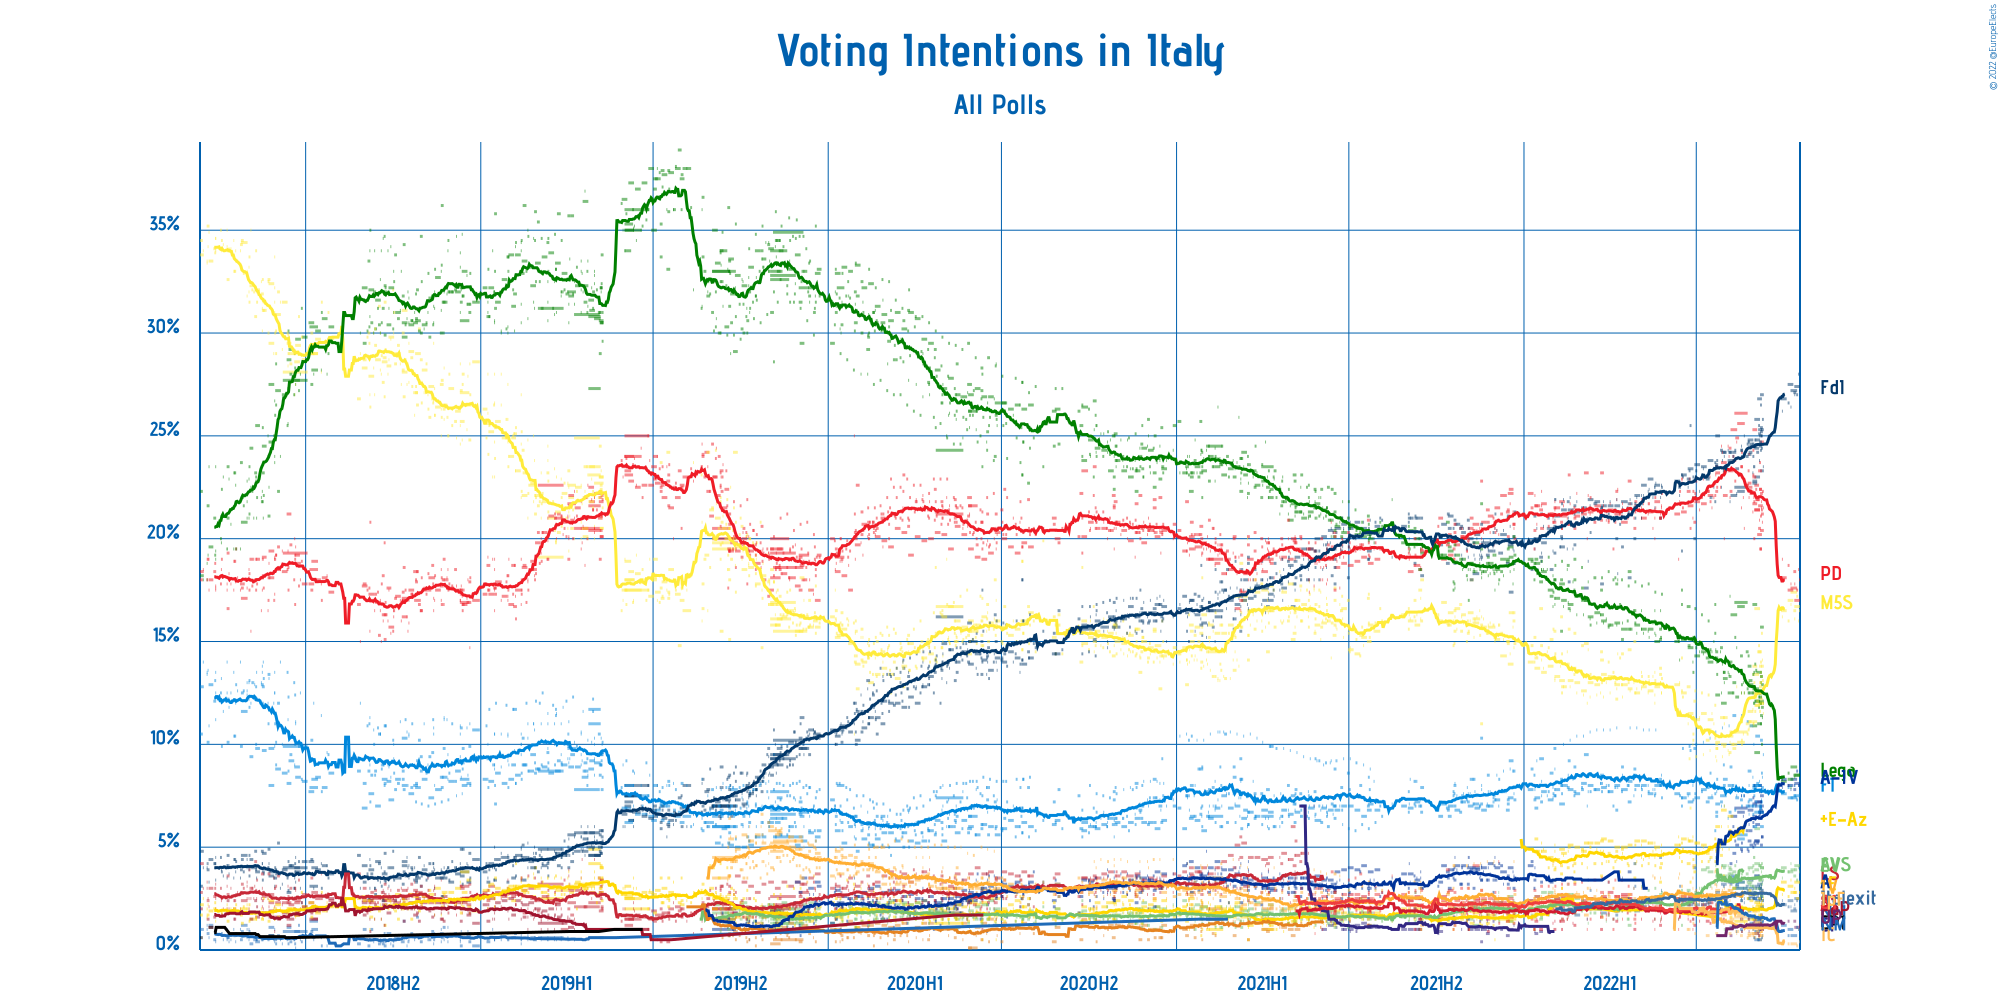 © 2022 @EuropeElects
Voting Intentions in Italy
All Polls
35%
30%
25%
20%
15%
10%
5%
0%
FdI
PD
M5S
Lega
A-IV
FI
+E-Az
AVS
2018H2
2019H1
2019H2
2020H1
2020H2
2021H1
2021H2
2022H1